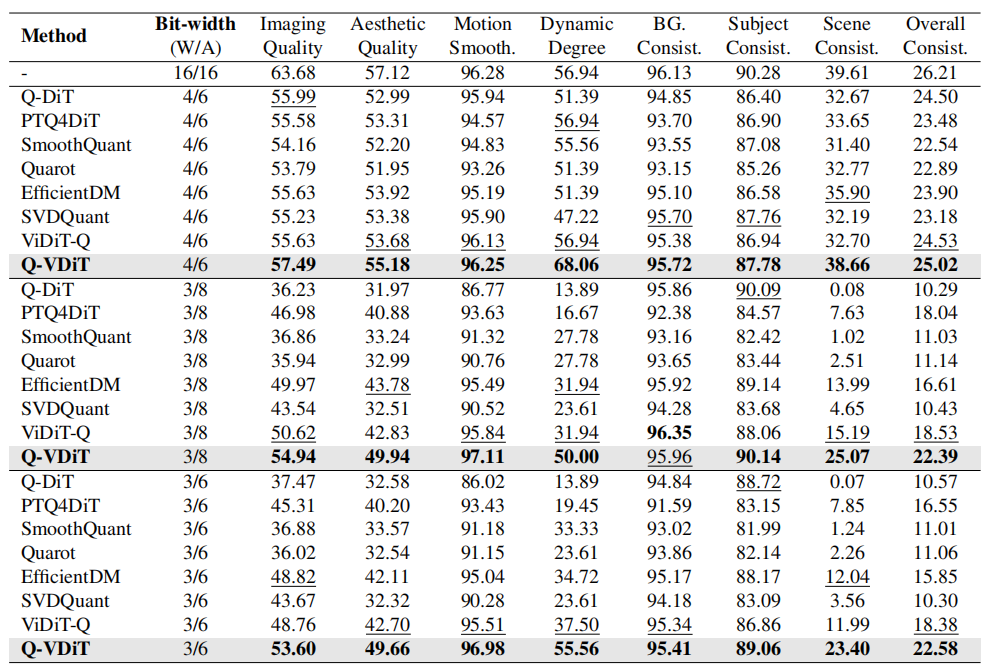 Method Bit-width (W/A) Imaging Quality Aesthetic Quality Motion Smooth. Dynamic Degree BG. Consist. Subject Consist. Scene Consist. Overall Consist.
- 16/16 63.68 57.12 96.28 56.94 96.13 90.28 39.61 26.21
Q-DiT 4/6 55.99 52.99 95.94 51.39 94.85 86.40 32.67 24.50
PTQ4DiT 4/6 55.58 53.31 94.57 56.94 93.70 86.90 33.65 23.48
SmoothQuant 4/6 54.16 52.20 94.83 55.56 93.55 87.08 31.40 22.54
Quarot 4/6 53.79 51.95 93.26 51.39 93.15 85.26 32.77 22.89
EfficientDM 4/6 55.63 53.92 95.19 51.39 95.10 86.58 35.90 23.90
SVDQuant 4/6 55.23 53.38 95.90 47.22 95.70 87.76 32.19 23.18
ViDiT-Q 4/6 55.63 53.68 96.13 56.94 95.38 86.94 32.70 24.53
Q-VDiT 4/6 57.49 55.18 96.25 68.06 95.72 87.78 38.66 25.02
Q-DiT 3/8 36.23 31.97 86.77 13.89 95.86 90.09 0.08 10.29
PTQ4DiT 3/8 46.98 40.88 93.63 16.67 92.38 84.57 7.63 18.04
SmoothQuant 3/8 36.86 33.24 91.32 27.78 93.16 82.42 1.02 11.03
Quarot 3/8 35.94 32.99 90.76 27.78 93.65 83.44 2.51 11.14
EfficientDM 3/8 49.97 43.78 95.49 31.94 95.92 89.14 13.99 16.61
SVDQuant 3/8 43.54 32.51 90.52 23.61 94.28 83.68 4.65 10.43
ViDiT-Q 3/8 50.62 42.83 95.84 31.94 96.35 88.06 15.19 18.53
Q-VDiT 3/8 54.94 49.94 97.11 50.00 95.96 90.14 25.07 22.39
Q-DiT 3/6 37.47 32.58 86.02 13.89 94.84 88.72 0.07 10.57
PTQ4DiT 3/6 45.31 40.20 93.43 19.45 91.59 83.15 7.85 16.55
SmoothQuant 3/6 36.88 33.57 91.18 33.33 93.02 81.99 1.24 11.01
Quarot 3/6 36.02 32.54 91.15 23.61 93.86 82.14 2.26 11.06
EfficientDM 3/6 48.82 42.11 95.04 34.72 95.17 88.17 12.04 15.85
SVDQuant 3/6 43.67 32.32 90.28 23.61 94.18 83.09 3.56 10.30
ViDiT-Q 3/6 48.76 42.70 95.51 37.50 95.34 86.86 11.99 18.38
Q-VDiT 3/6 53.60 49.66 96.98 55.56 95.41 89.06 23.40 22.58